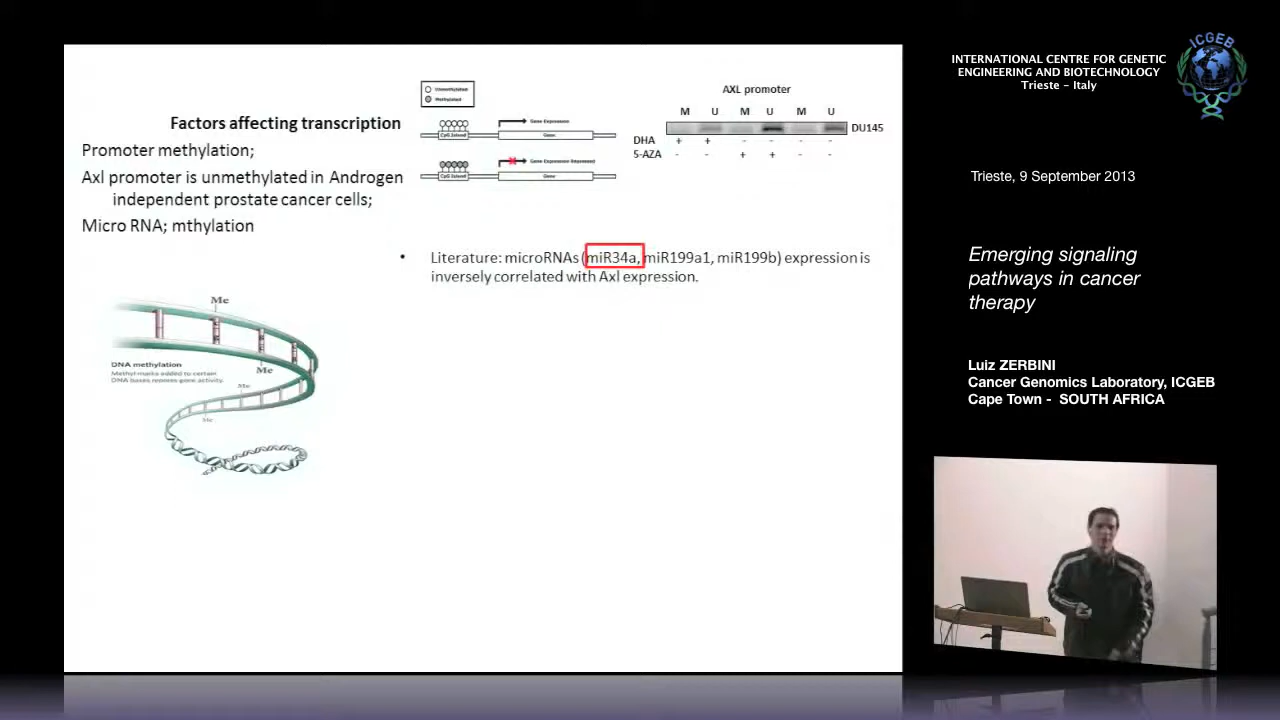 Factors affecting transcription
Promoter methylation;
Axl promoter is unmethylated in Androgen
independent prostate cancer cells;
Micro RNA; mthylation
Unmethylated
Methylated
Gene Expression
CpG Island
Gene
Gene Expression Repressed
CpG Island
Gene
AXL promoter
M U M U M U
DU145
DHA + + - - - -
5-AZA - - + + - -
• Literature: microRNAs (miR34a, miR199a1, miR199b) expression is
inversely correlated with Axl expression.
Me
DNA methylation
Methyl marks added to certain
DNA bases repress gene activity.
Me
Me
Me
INTERNATIONAL CENTRE FOR GENETIC
ENGINEERING AND BIOTECHNOLOGY
Trieste - Italy
ICGEB
Trieste, 9 September 2013
Emerging signaling
pathways in cancer
therapy
Luiz ZERBINI
Cancer Genomics Laboratory, ICGEB
Cape Town - SOUTH AFRICA